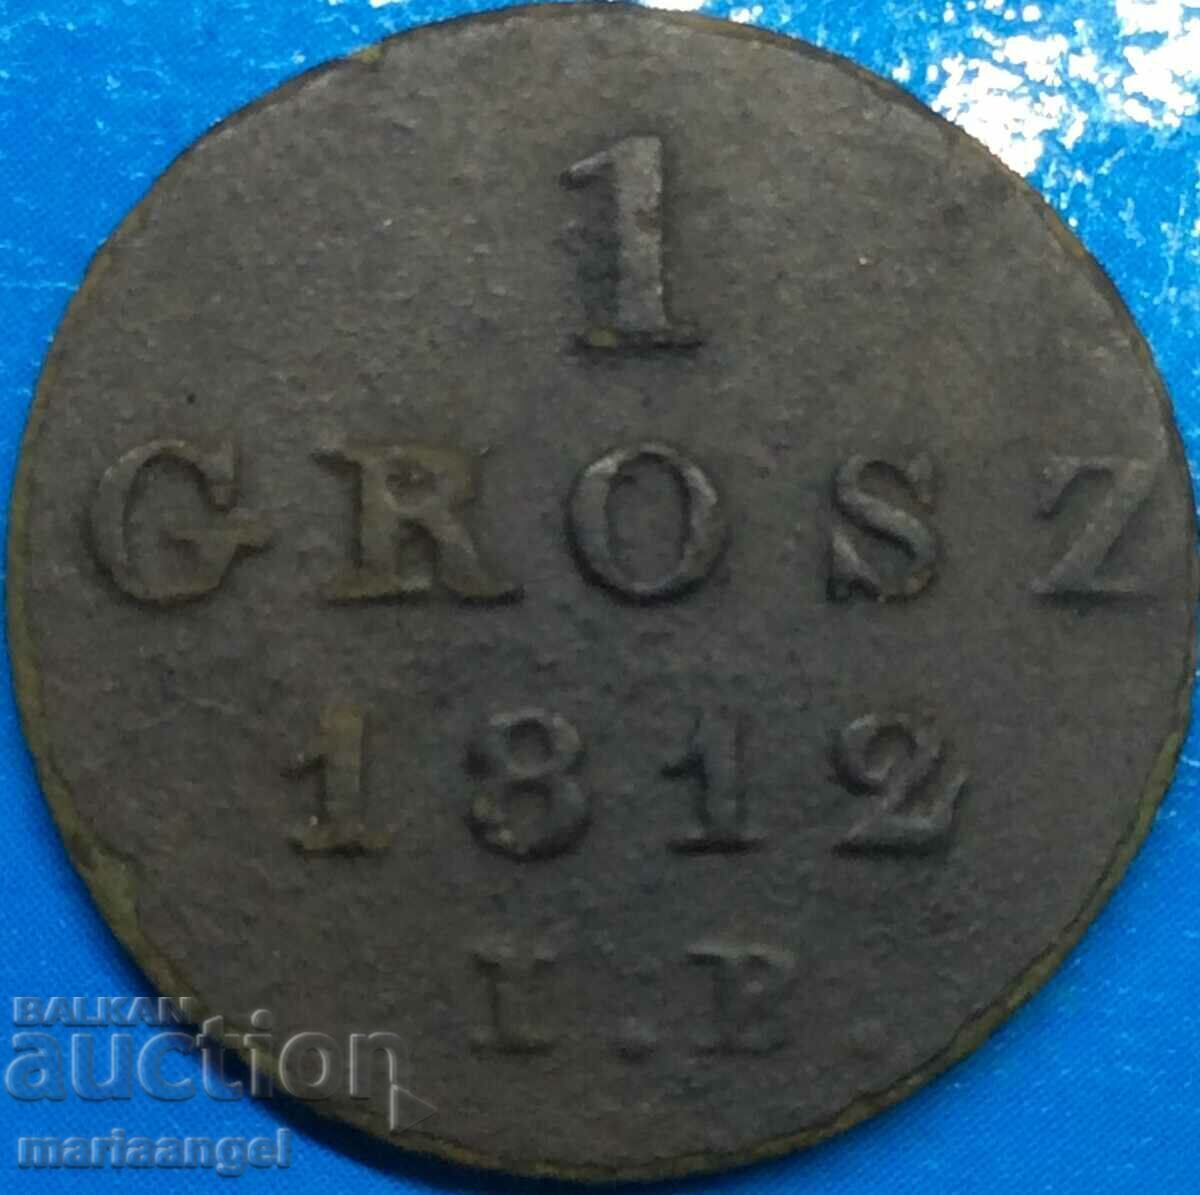 1
GROSZ
1812
I.B
BALKAN
auction
mariaangel